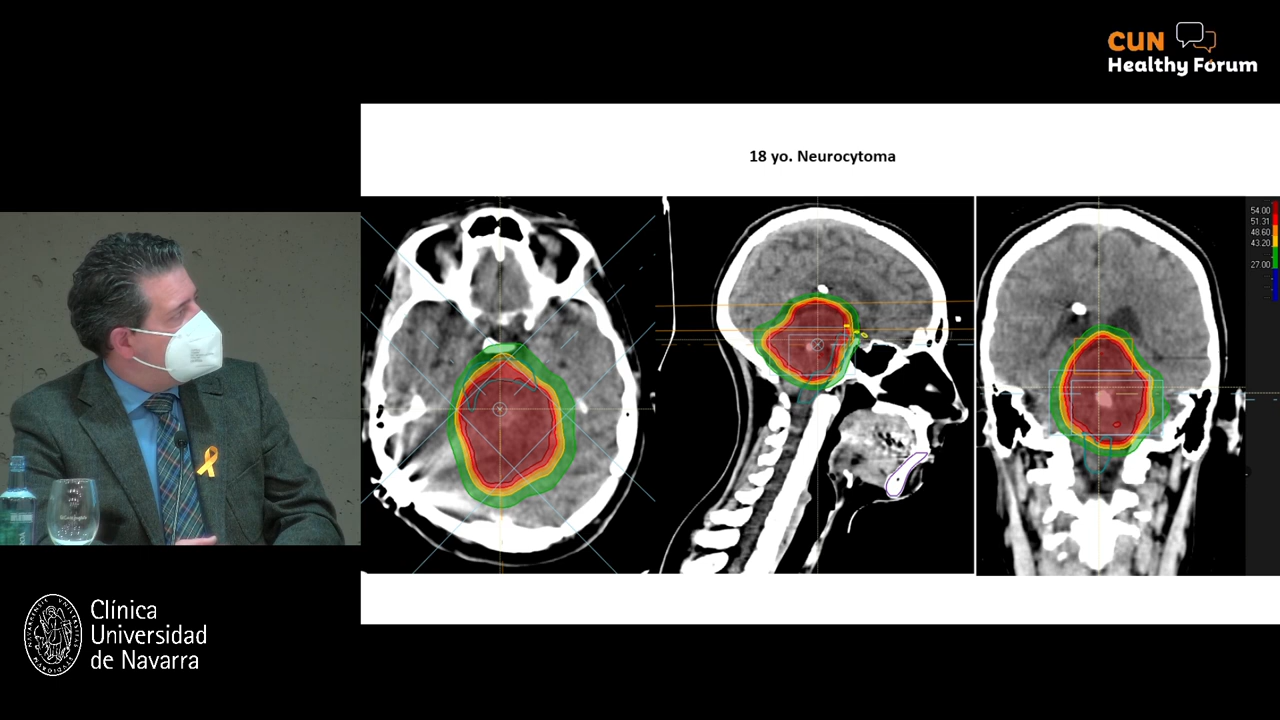 CUN
Healthy Forum
18 yo. Neurocytoma
54.00
51.31
48.60
43.20
27.00
Clínica
Universidad
de Navarra